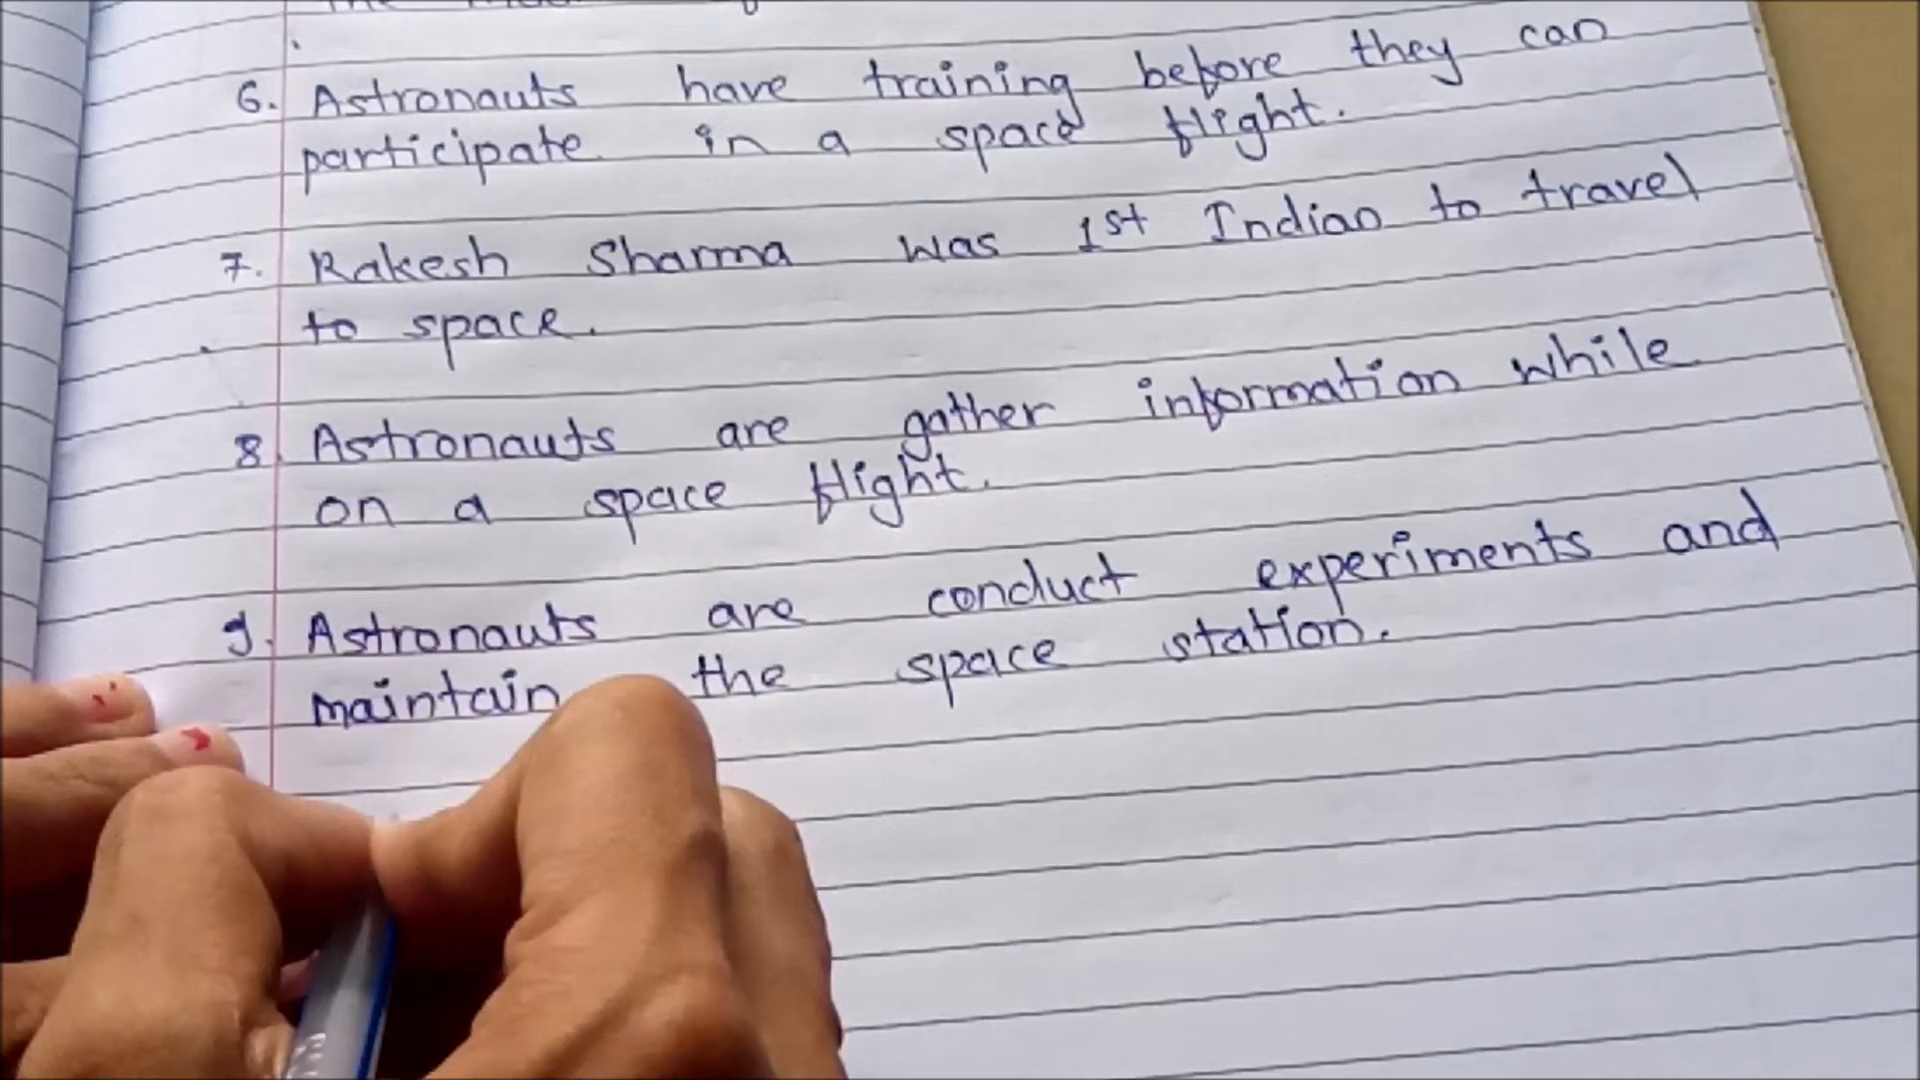 6. Astronauts have training before they can
participate in a space flight.
7. Rakesh Sharma was 1st Indian to travel
to space.
8. Astronauts are gather information while
on a space flight.
9. Astronauts are conduct experiments and
maintain the space station.